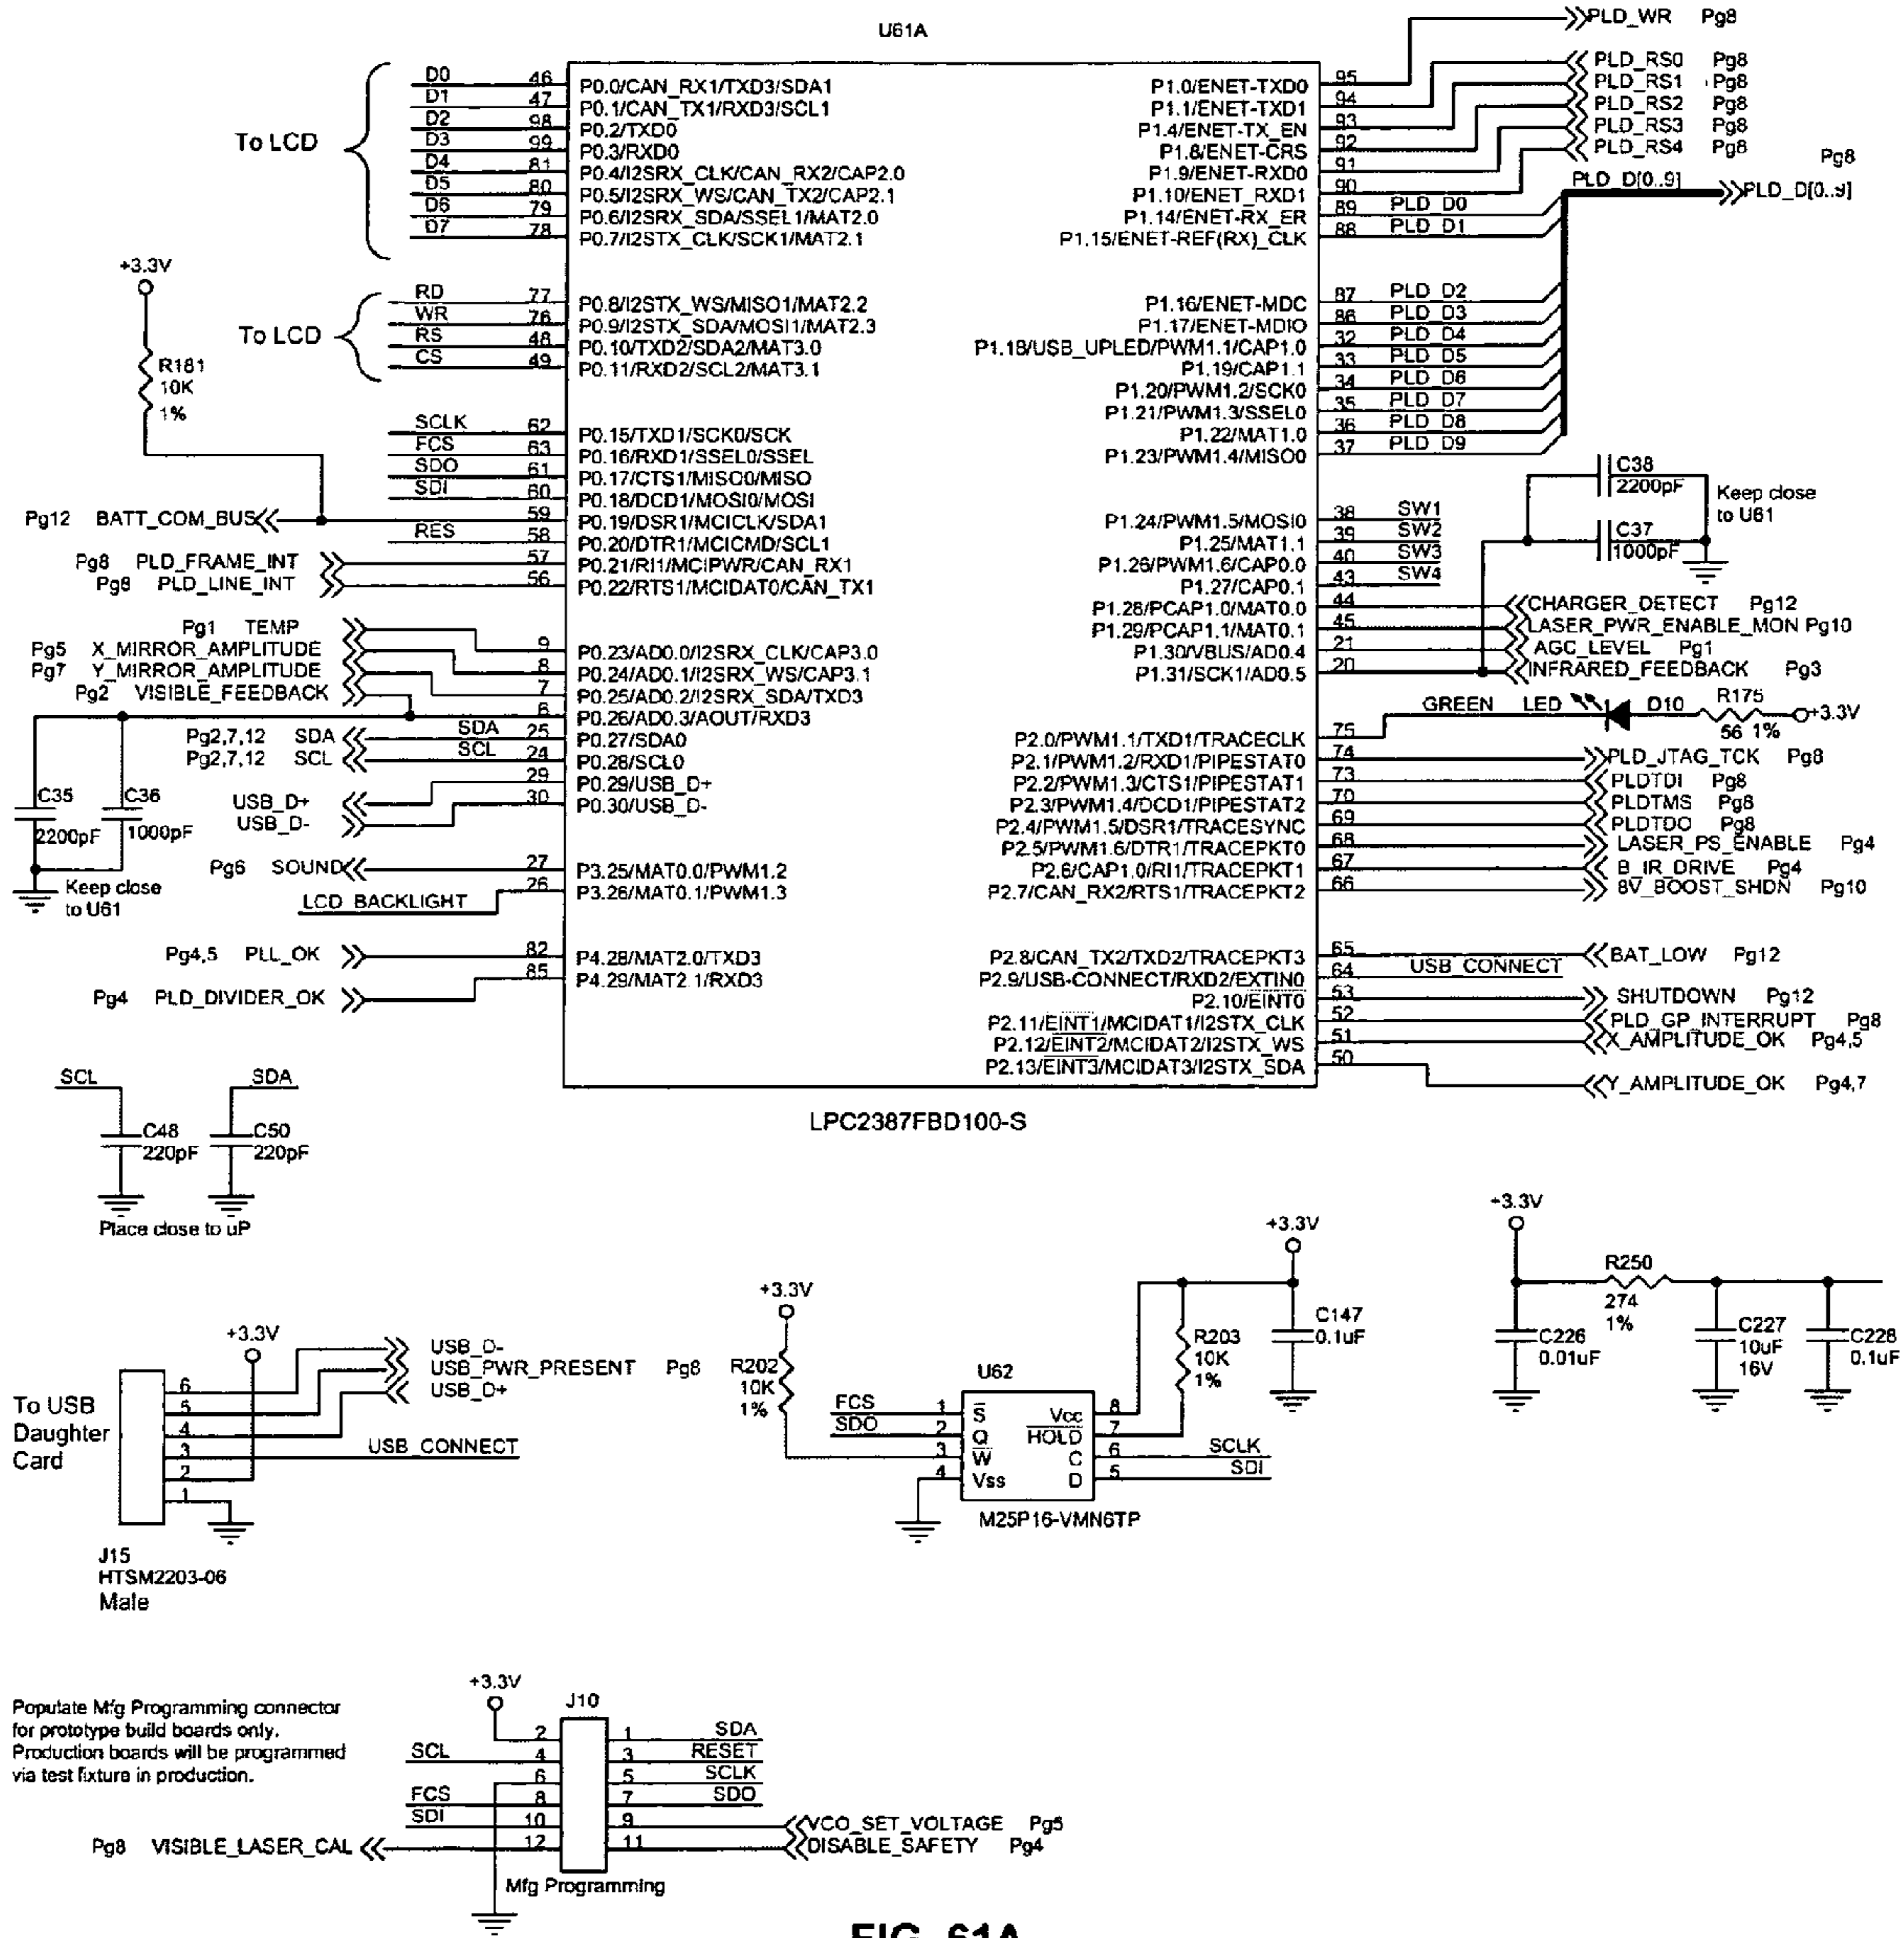 U61A
PLD_WR Pg8
PLD_RS0 Pg8
PLD_RS1 Pg8
PLD_RS2 Pg8
PLD_RS3 Pg8
PLD_RS4 Pg8
Pg8
PLD_D[0..9]
PLD_D[0..9]
To LCD
D0 46 P0.0/CAN_RX1/TXD3/SDA1
D1 47 P0.1/CAN_TX1/RXD3/SCL1
D2 98 P0.2/TXD0
D3 99 P0.3/RXD0
D4 81 P0.4/I2SRX_CLK/CAN_RX2/CAP2.0
D5 80 P0.5/I2SRX_WS/CAN_TX2/CAP2.1
D6 79 P0.6/I2SRX_SDA/SSEL1/MAT2.0
D7 78 P0.7/I2STX_CLK/SCK1/MAT2.1
P1.0/ENET-TXD0 95
P1.1/ENET-TXD1 94
P1.4/ENET-TX_EN 93
P1.8/ENET-CRS 92
P1.9/ENET-RXD0 91
P1.10/ENET_RXD1 90
P1.14/ENET-RX_ER 89 PLD_D0
P1.15/ENET-REF(RX)_CLK 88 PLD_D1
+3.3V
R181
10K
1%
To LCD
RD 77 P0.8/I2STX_WS/MISO1/MAT2.2
WR 76 P0.9/I2STX_SDA/MOSI1/MAT2.3
RS 48 P0.10/TXD2/SDA2/MAT3.0
CS 49 P0.11/RXD2/SCL2/MAT3.1
P1.16/ENET-MDC 87 PLD_D2
P1.17/ENET-MDIO 86 PLD_D3
P1.18/USB_UPLED/PWM1.1/CAP1.0 32 PLD_D4
P1.19/CAP1.1 33 PLD_D5
P1.20/PWM1.2/SCK0 34 PLD_D6
P1.21/PWM1.3/SSEL0 35 PLD_D7
P1.22/MAT1.0 36 PLD_D8
P1.23/PWM1.4/MISO0 37 PLD_D9
SCLK 62 P0.15/TXD1/SCK0/SCK
FCS 63 P0.16/RXD1/SSEL0/SSEL
SDO 61 P0.17/CTS1/MISO0/MISO
SDI 60 P0.18/DCD1/MOSI0/MOSI
Pg12 BATT_COM_BUS 59 P0.19/DSR1/MCICLK/SDA1
RES 58 P0.20/DTR1/MCICMD/SCL1
Pg8 PLD_FRAME_INT 57 P0.21/RI1/MCIPWR/CAN_RX1
Pg8 PLD_LINE_INT 56 P0.22/RTS1/MCIDAT0/CAN_TX1
C38
2200pF
C37
1000pF
Keep close
to U61
P1.24/PWM1.5/MOSI0 38 SW1
P1.25/MAT1.1 39 SW2
P1.26/PWM1.6/CAP0.0 40 SW3
P1.27/CAP0.1 43 SW4
P1.28/PCAP1.0/MAT0.0 44 CHARGER_DETECT Pg12
P1.29/PCAP1.1/MAT0.1 45 LASER_PWR_ENABLE_MON Pg10
P1.30/VBUS/AD0.4 21 AGC_LEVEL Pg1
P1.31/SCK1/AD0.5 20 INFRARED_FEEDBACK Pg3
Pg1 TEMP 9 P0.23/AD0.0/I2SRX_CLK/CAP3.0
Pg5 X_MIRROR_AMPLITUDE 8 P0.24/AD0.1/I2SRX_WS/CAP3.1
Pg7 Y_MIRROR_AMPLITUDE 7 P0.25/AD0.2/I2SRX_SDA/TXD3
Pg2 VISIBLE_FEEDBACK 6 P0.26/AD0.3/AOUT/RXD3
Pg2,7,12 SDA SDA 25 P0.27/SDA0
Pg2,7,12 SCL SCL 24 P0.28/SCL0
USB_D+ 29 P0.29/USB_D+
USB_D- 30 P0.30/USB_D-
C35
2200pF
C36
1000pF
Keep close
to U61
Pg6 SOUND 27 P3.25/MAT0.0/PWM1.2
LCD_BACKLIGHT 26 P3.26/MAT0.1/PWM1.3
Pg4,5 PLL_OK 82 P4.28/MAT2.0/TXD3
Pg4 PLD_DIVIDER_OK 85 P4.29/MAT2.1/RXD3
GREEN LED D10 R175 56 1% +3.3V
P2.0/PWM1.1/TXD1/TRACECLK 75
P2.1/PWM1.2/RXD1/PIPESTAT0 74 PLD_JTAG_TCK Pg8
P2.2/PWM1.3/CTS1/PIPESTAT1 73 PLDTDI Pg8
P2.3/PWM1.4/DCD1/PIPESTAT2 70 PLDTMS Pg8
P2.4/PWM1.5/DSR1/TRACESYNC 69 PLDTDO Pg8
P2.5/PWM1.6/DTR1/TRACEPKT0 68 LASER_PS_ENABLE Pg4
P2.6/CAP1.0/RI1/TRACEPKT1 67 B_IR_DRIVE Pg4
P2.7/CAN_RX2/RTS1/TRACEPKT2 66 8V_BOOST_SHDN Pg10
P2.8/CAN_TX2/TXD2/TRACEPKT3 65 BAT_LOW Pg12
P2.9/USB-CONNECT/RXD2/EXTIN0 64 USB_CONNECT
P2.10/EINT0 53 SHUTDOWN Pg12
P2.11/EINT1/MCIDAT1/I2STX_CLK 52 PLD_GP_INTERRUPT Pg8
P2.12/EINT2/MCIDAT2/I2STX_WS 51 X_AMPLITUDE_OK Pg4,5
P2.13/EINT3/MCIDAT3/I2STX_SDA 50 Y_AMPLITUDE_OK Pg4,7
LPC2387FBD100-S
SCL SDA
C48
220pF
C50
220pF
Place close to uP
+3.3V
To USB
Daughter
Card
6 USB_D-
5 USB_PWR_PRESENT Pg8
4 USB_D+
3 USB_CONNECT
2
1
J15
HTSM2203-06
Male
+3.3V
R202
10K
1%
+3.3V
R203
10K
1%
C147
0.1uF
U62
FCS 1 S Vcc 8
SDO 2 Q HOLD 7
3 W C 6 SCLK
4 Vss D 5 SDI
M25P16-VMN6TP
+3.3V
R250
274
1%
C226
0.01uF
C227
10uF
16V
C228
0.1uF
Populate Mfg Programming connector
for prototype build boards only.
Production boards will be programmed
via test fixture in production.
+3.3V
J10
2 1 SDA
SCL 4 3 RESET
6 5 SCLK
FCS 8 7 SDO
SDI 10 9 VCO_SET_VOLTAGE Pg5
Pg8 VISIBLE_LASER_CAL 12 11 DISABLE_SAFETY Pg4
Mfg Programming
FIG. 61A